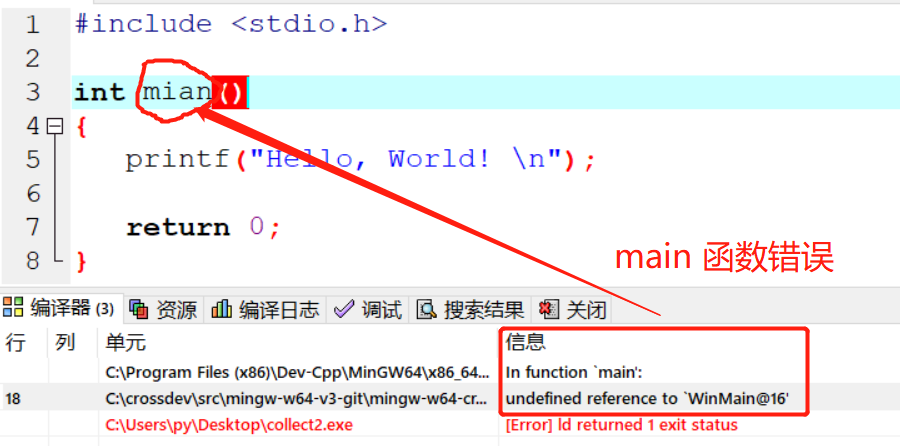 1 #include <stdio.h>
2
3 int mian()
4 {
5 printf("Hello, World! \n");
6
7 return 0;
8 }
main 函数错误
编译器 (3) 资源 编译日志 调试 搜索结果 关闭
行 列 单元 信息
C:\Program Files (x86)\Dev-Cpp\MinGW64\x86_64... In function `main':
18 C:\crossdev\src\mingw-w64-v3-git\mingw-w64-cr... undefined reference to `WinMain@16'
C:\Users\py\Desktop\collect2.exe [Error] ld returned 1 exit status